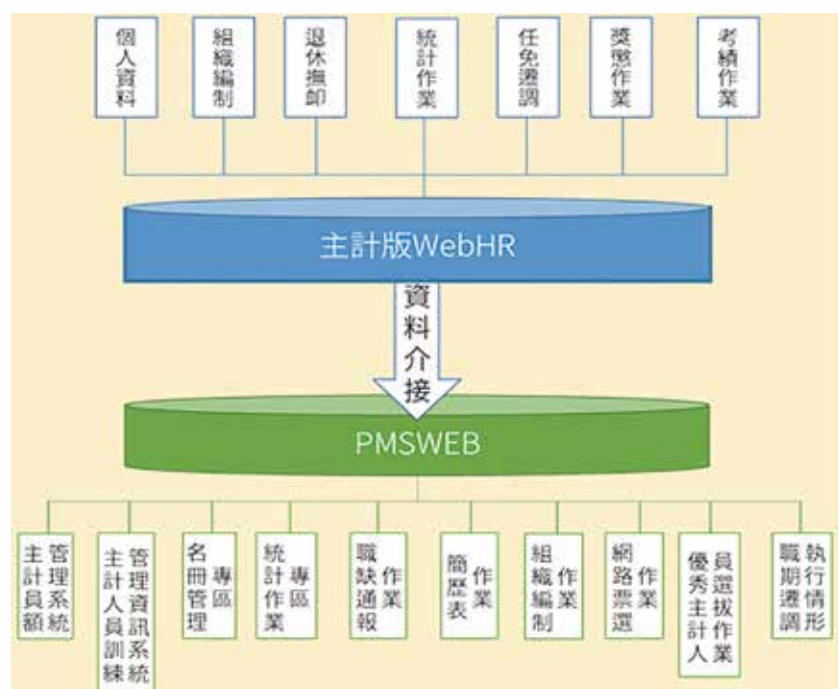 個人資料
組織編制
退休撫卹
統計作業
任免遷調
獎懲作業
考績作業
主計版WebHR
資料介接
PMSWEB
主計員額
管理系統
主計人員訓練
管理資訊系統
名冊管理
專區
統計作業
專區
職缺通報
作業
簡歷表
作業
組織編制
作業
網路票選
作業
優秀主計人
員選拔作業
職期遷調
執行情形